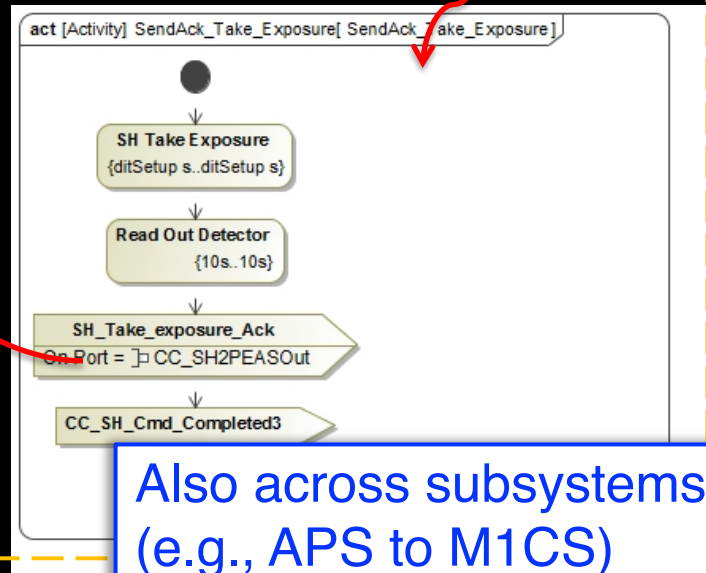 act [Activity] SendAck_Take_Exposure[ SendAck_Take_Exposure]
SH Take Exposure
{ditSetup s..ditSetup s}
Read Out Detector
{10s..10s}
SH_Take_exposure_Ack
On Port = CC_SH2PEASOut
CC_SH_Cmd_Completed3
Also across subsystems
(e.g., APS to M1CS)